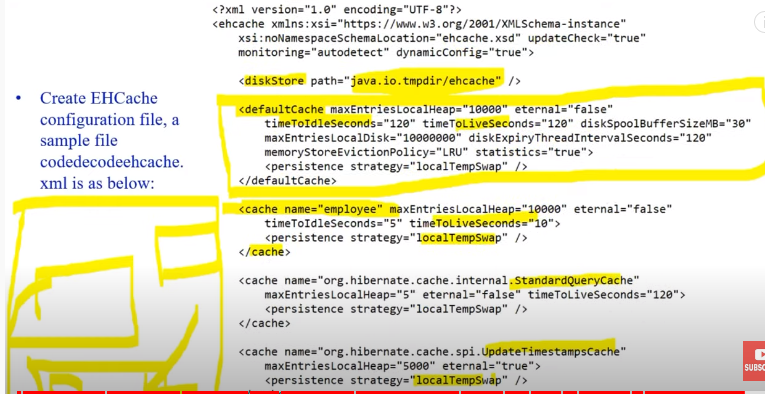 <?xml version="1.0" encoding="UTF-8"?>
<ehcache xmlns:xsi="https://www.w3.org/2001/XMLSchema-instance"
xsi:noNamespaceSchemaLocation="ehcache.xsd" updateCheck="true"
monitoring="autodetect" dynamicConfig="true">
<diskStore path="java.io.tmpdir/ehcache" />
• Create EHCache
configuration file, a
sample file
codedecodeehcache.
xml is as below:
<defaultCache maxEntriesLocalHeap="10000" eternal="false"
timeToIdleSeconds="120" timeToLiveSeconds="120" diskSpoolBufferSizeMB="30"
maxEntriesLocalDisk="10000000" diskExpiryThreadIntervalSeconds="120"
memoryStoreEvictionPolicy="LRU" statistics="true">
<persistence strategy="localTempSwap" />
</defaultCache>
<cache name="employee" maxEntriesLocalHeap="10000" eternal="false"
timeToIdleSeconds="5" timeToLiveSeconds="10">
<persistence strategy="localTempSwap" />
</cache>
<cache name="org.hibernate.cache.internal.StandardQueryCache"
maxEntriesLocalHeap="5" eternal="false" timeToLiveSeconds="120">
<persistence strategy="localTempSwap" />
</cache>
<cache name="org.hibernate.cache.spi.UpdateTimestampsCache"
maxEntriesLocalHeap="5000" eternal="true">
<persistence strategy="localTempSwap" />